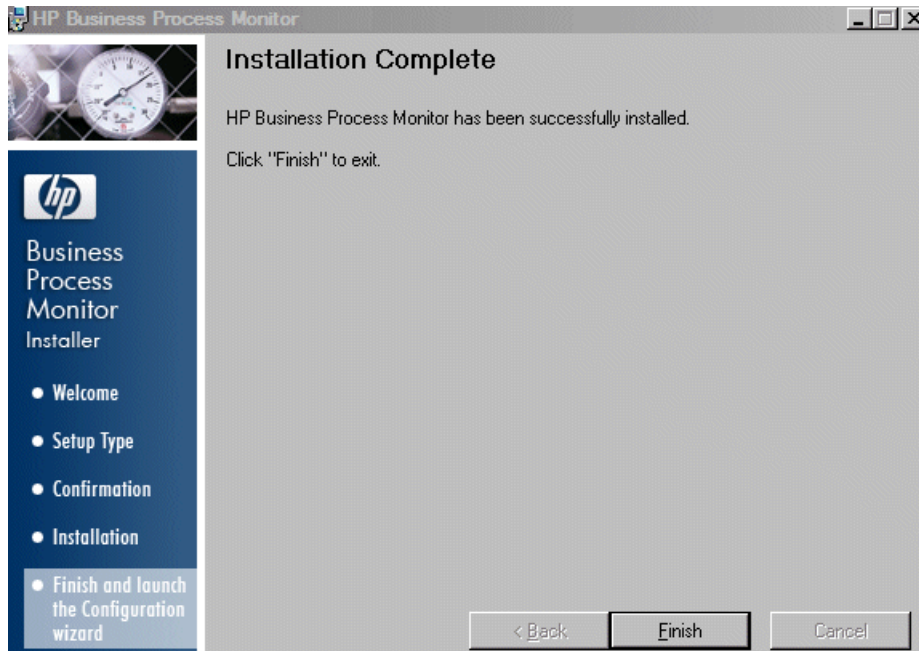 HP Business Process Monitor
Installation Complete
HP Business Process Monitor has been successfully installed.
Click "Finish" to exit.
hp
Business
Process
Monitor
Installer
Welcome
Setup Type
Confirmation
Installation
Finish and launch
the Configuration
wizard
< Back
Finish
Cancel